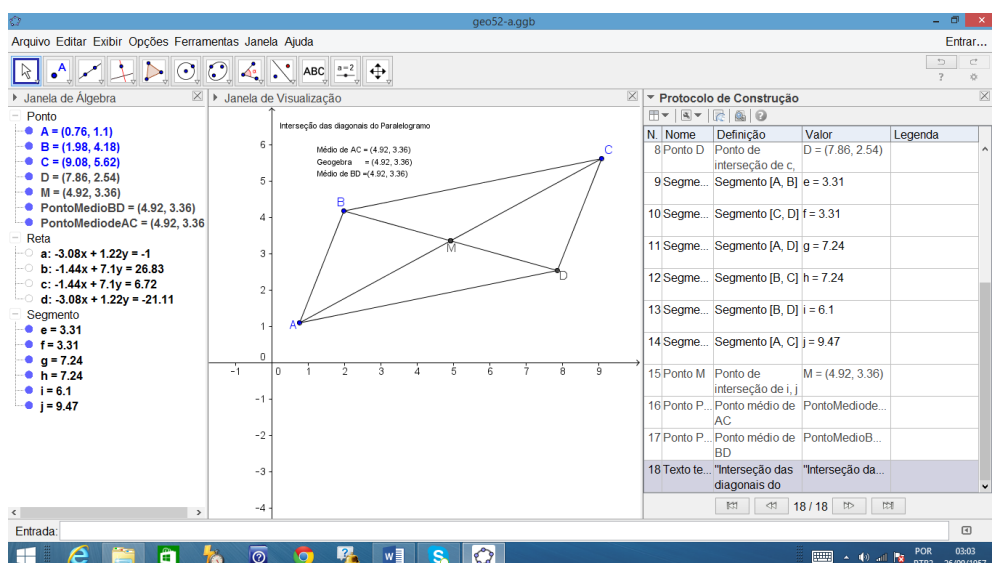 geo52-a.ggb
Arquivo Editar Exibir Opções Ferramentas Janela Ajuda
Entrar...
A
ABC
a=2
?
Janela de Álgebra
Ponto
A = (0.76, 1.1)
B = (1.98, 4.18)
C = (9.08, 5.62)
D = (7.86, 2.54)
M = (4.92, 3.36)
PontoMedioBD = (4.92, 3.36)
PontoMediodeAC = (4.92, 3.36
Reta
a: -3.08x + 1.22y = -1
b: -1.44x + 7.1y = 26.83
c: -1.44x + 7.1y = 6.72
d: -3.08x + 1.22y = -21.11
Segmento
e = 3.31
f = 3.31
g = 7.24
h = 7.24
i = 6.1
j = 9.47
Janela de Visualização
Interseção das diagonais do Paralelogramo
Médio de AC = (4.92, 3.36)
Geogebra = (4.92, 3.36)
Médio de BD =(4.92, 3.36)
6
5
4
3
2
1
0
-1
-2
-3
-4
-1 0 1 2 3 4 5 6 7 8 9
A
B
C
D
M
Protocolo de Construção
N. Nome Definição Valor Legenda
8 Ponto D Ponto de interseção de c, D = (7.86, 2.54)
9 Segme... Segmento [A, B] e = 3.31
10 Segme... Segmento [C, D] f = 3.31
11 Segme... Segmento [A, D] g = 7.24
12 Segme... Segmento [B, C] h = 7.24
13 Segme... Segmento [B, D] i = 6.1
14 Segme... Segmento [A, C] j = 9.47
15 Ponto M Ponto de interseção de i, j M = (4.92, 3.36)
16 Ponto P... Ponto médio de AC PontoMediode...
17 Ponto P... Ponto médio de BD PontoMedioB...
18 Texto te... "Interseção das diagonais do "Interseção da...
18 / 18
Entrada:
POR
03:03